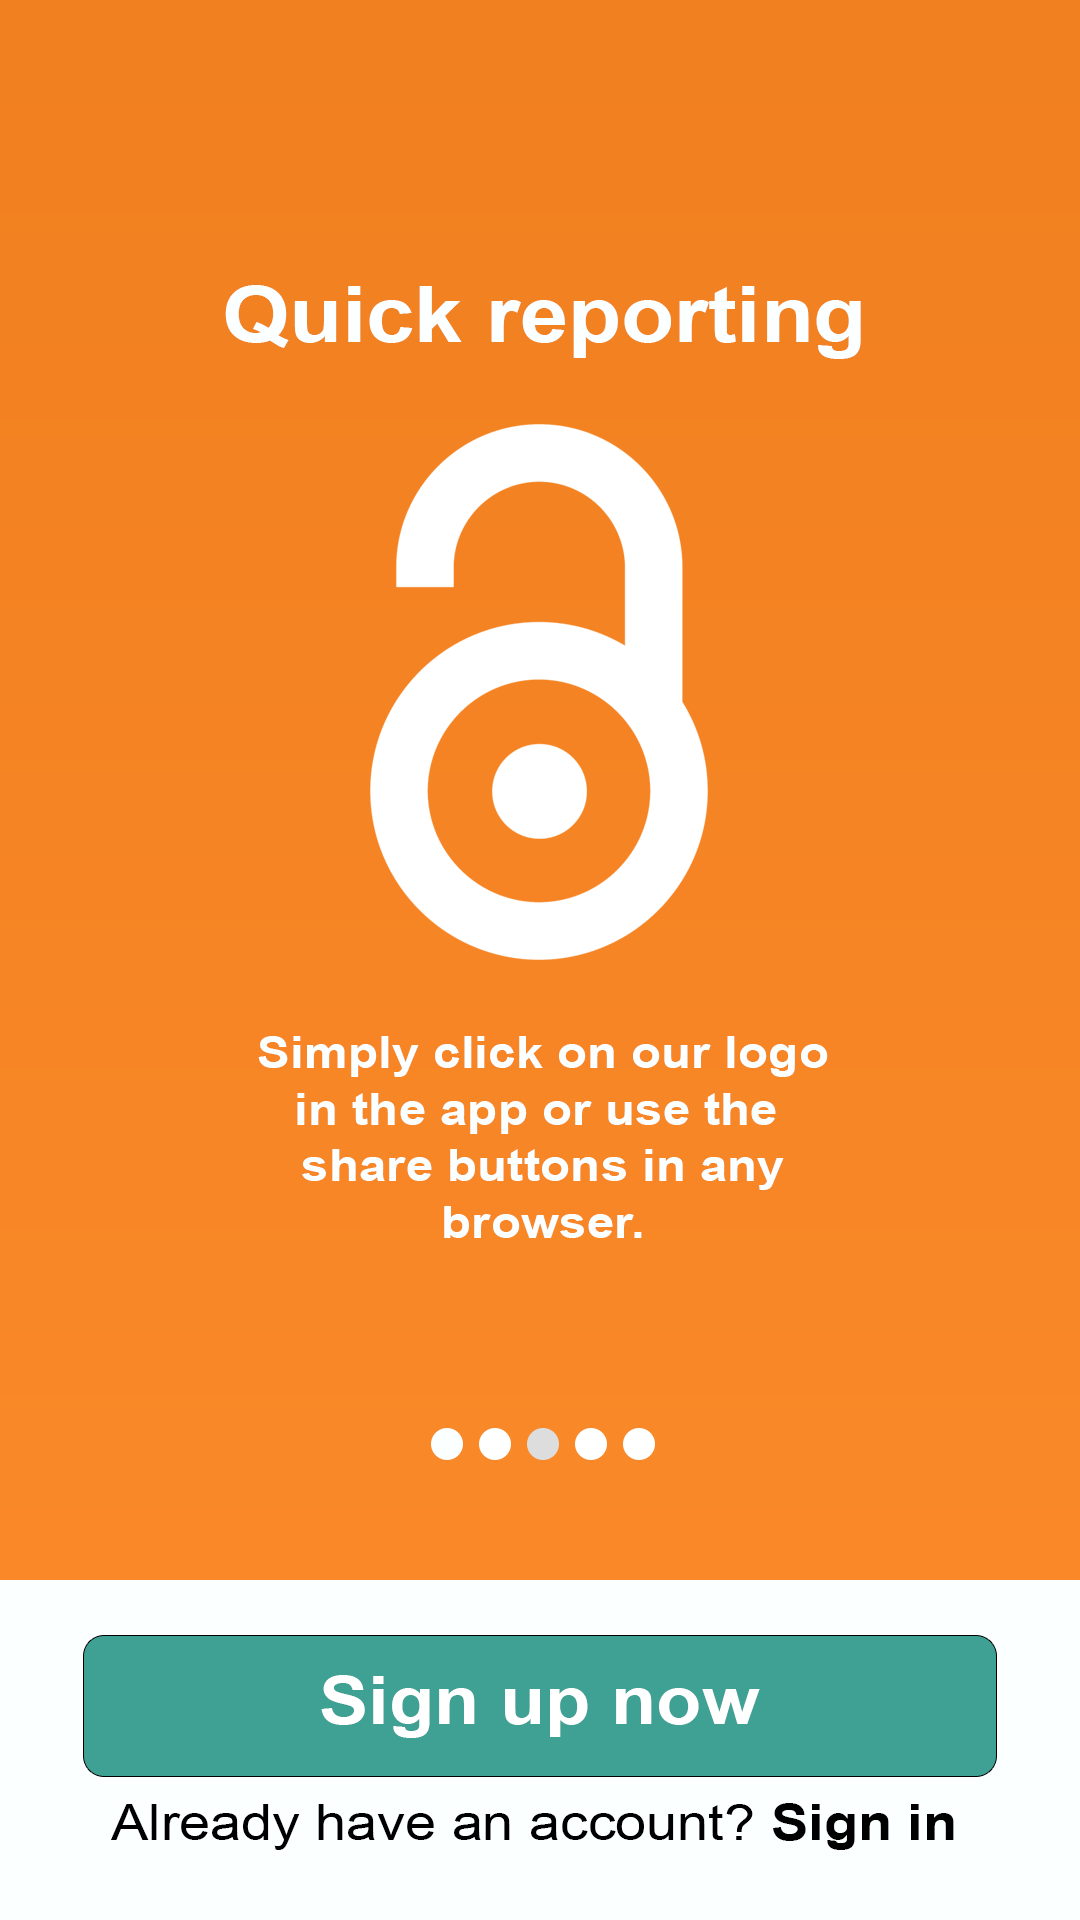 Quick reporting
Simply click on our logo
in the app or use the
share buttons in any
browser.
Sign up now
Already have an account? Sign in